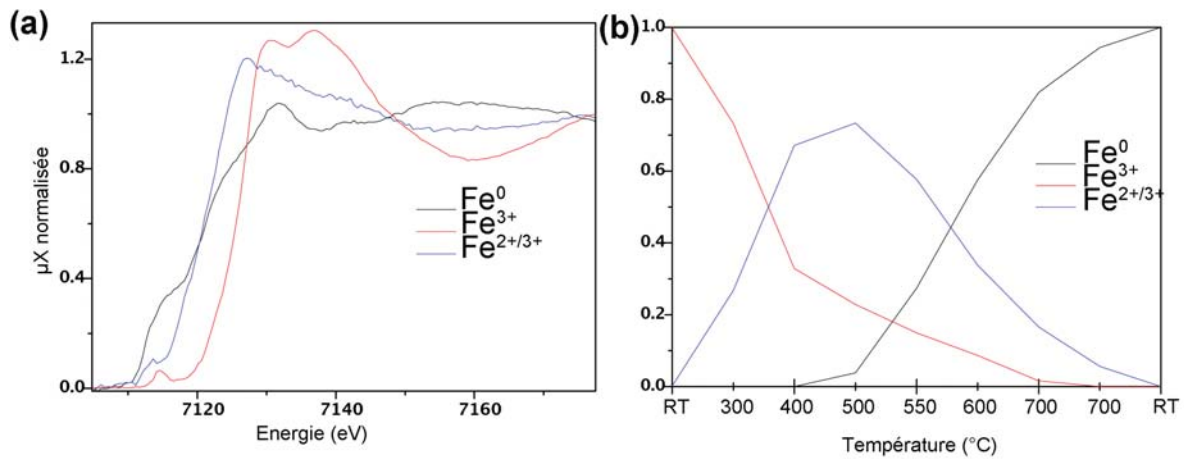 (a)
1.2
0.8
0.4
0.0
µX normalisée
7120
7140
7160
Energie (eV)
Fe0
Fe3+
Fe2+/3+
(b)
1.0
0.8
0.6
0.4
0.2
0.0
RT 300 400 500 550 600 700 700 RT
Température (°C)
Fe0
Fe3+
Fe2+/3+